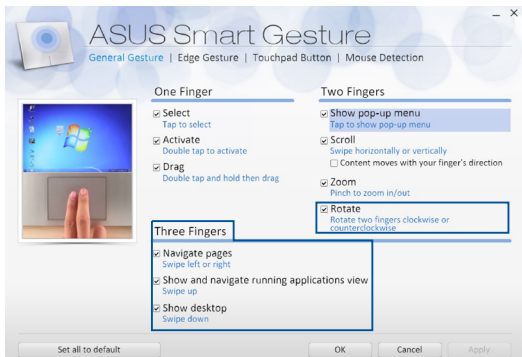 ASUS Smart Gesture
General Gesture | Edge Gesture | Touchpad Button | Mouse Detection
One Finger
Select
Tap to select
Activate
Double tap to activate
Drag
Double tap and hold then drag
Two Fingers
Show pop-up menu
Tap to show pop-up menu
Scroll
Swipe horizontally or vertically
Content moves with your finger's direction
Zoom
Pinch to zoom in/out
Rotate
Rotate two fingers clockwise or
counterclockwise
Three Fingers
Navigate pages
Swipe left or right
Show and navigate running applications view
Swipe up
Show desktop
Swipe down
Set all to default
OK
Cancel
Apply